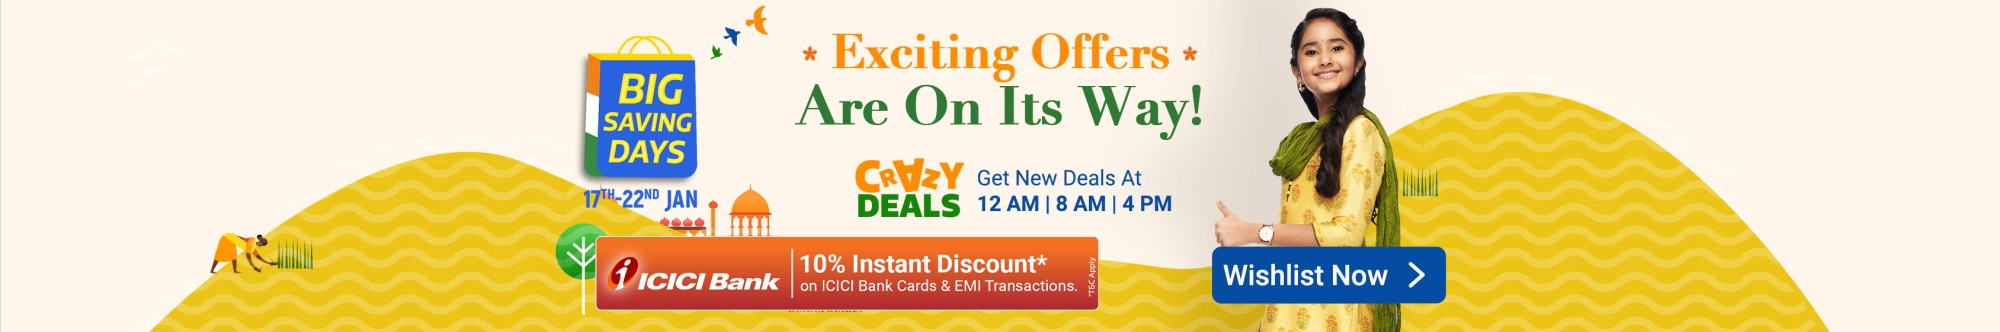 BIG
SAVING
DAYS
17TH-22ND JAN
* Exciting Offers *
Are On Its Way!
CRAZY
DEALS
Get New Deals At
12 AM | 8 AM | 4 PM
i ICICI Bank
10% Instant Discount*
on ICICI Bank Cards & EMI Transactions.
*T&C Apply
Wishlist Now >